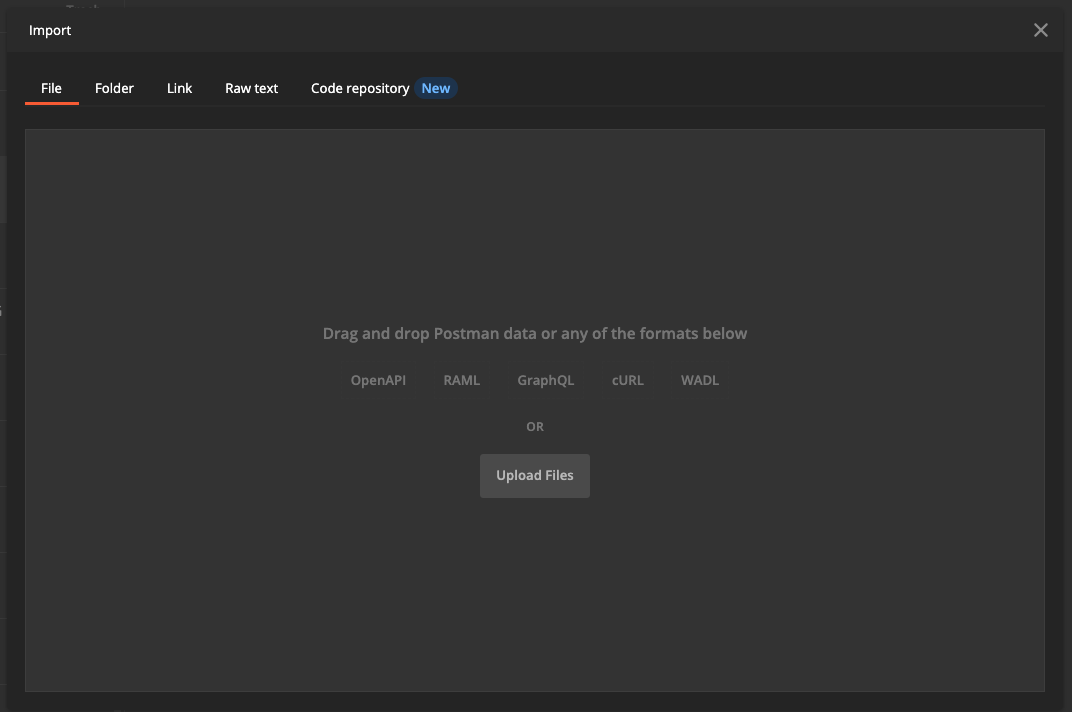 Import
File Folder Link Raw text Code repository New
Drag and drop Postman data or any of the formats below
OpenAPI RAML GraphQL cURL WADL
OR
Upload Files